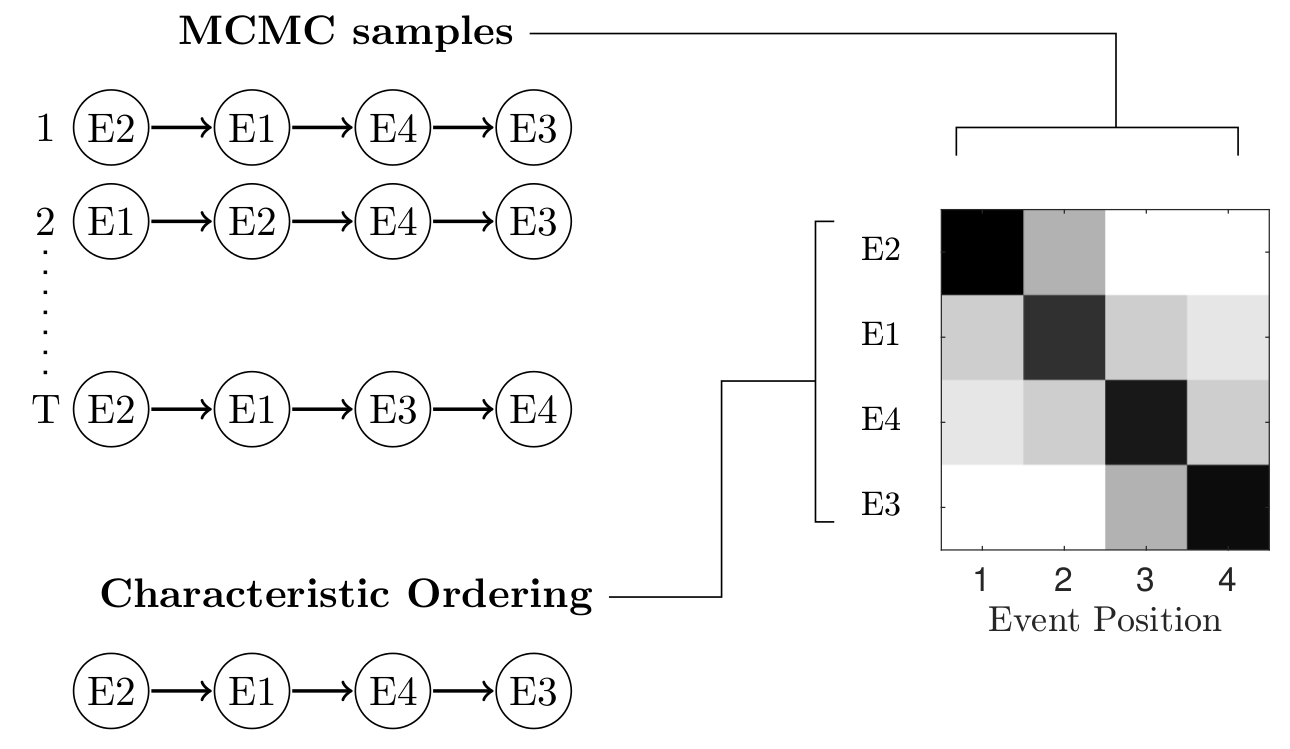 MCMC samples
1 E2 E1 E4 E3
2 E1 E2 E4 E3
T E2 E1 E3 E4
Characteristic Ordering
E2 E1 E4 E3
E2
E1
E4
E3
1 2 3 4
Event Position